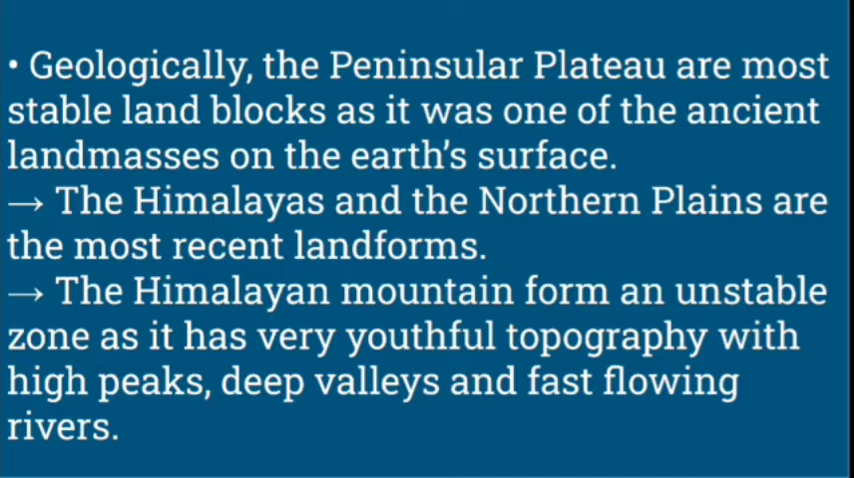 • Geologically, the Peninsular Plateau are most
stable land blocks as it was one of the ancient
landmasses on the earth’s surface.
→ The Himalayas and the Northern Plains are
the most recent landforms.
→ The Himalayan mountain form an unstable
zone as it has very youthful topography with
high peaks, deep valleys and fast flowing
rivers.